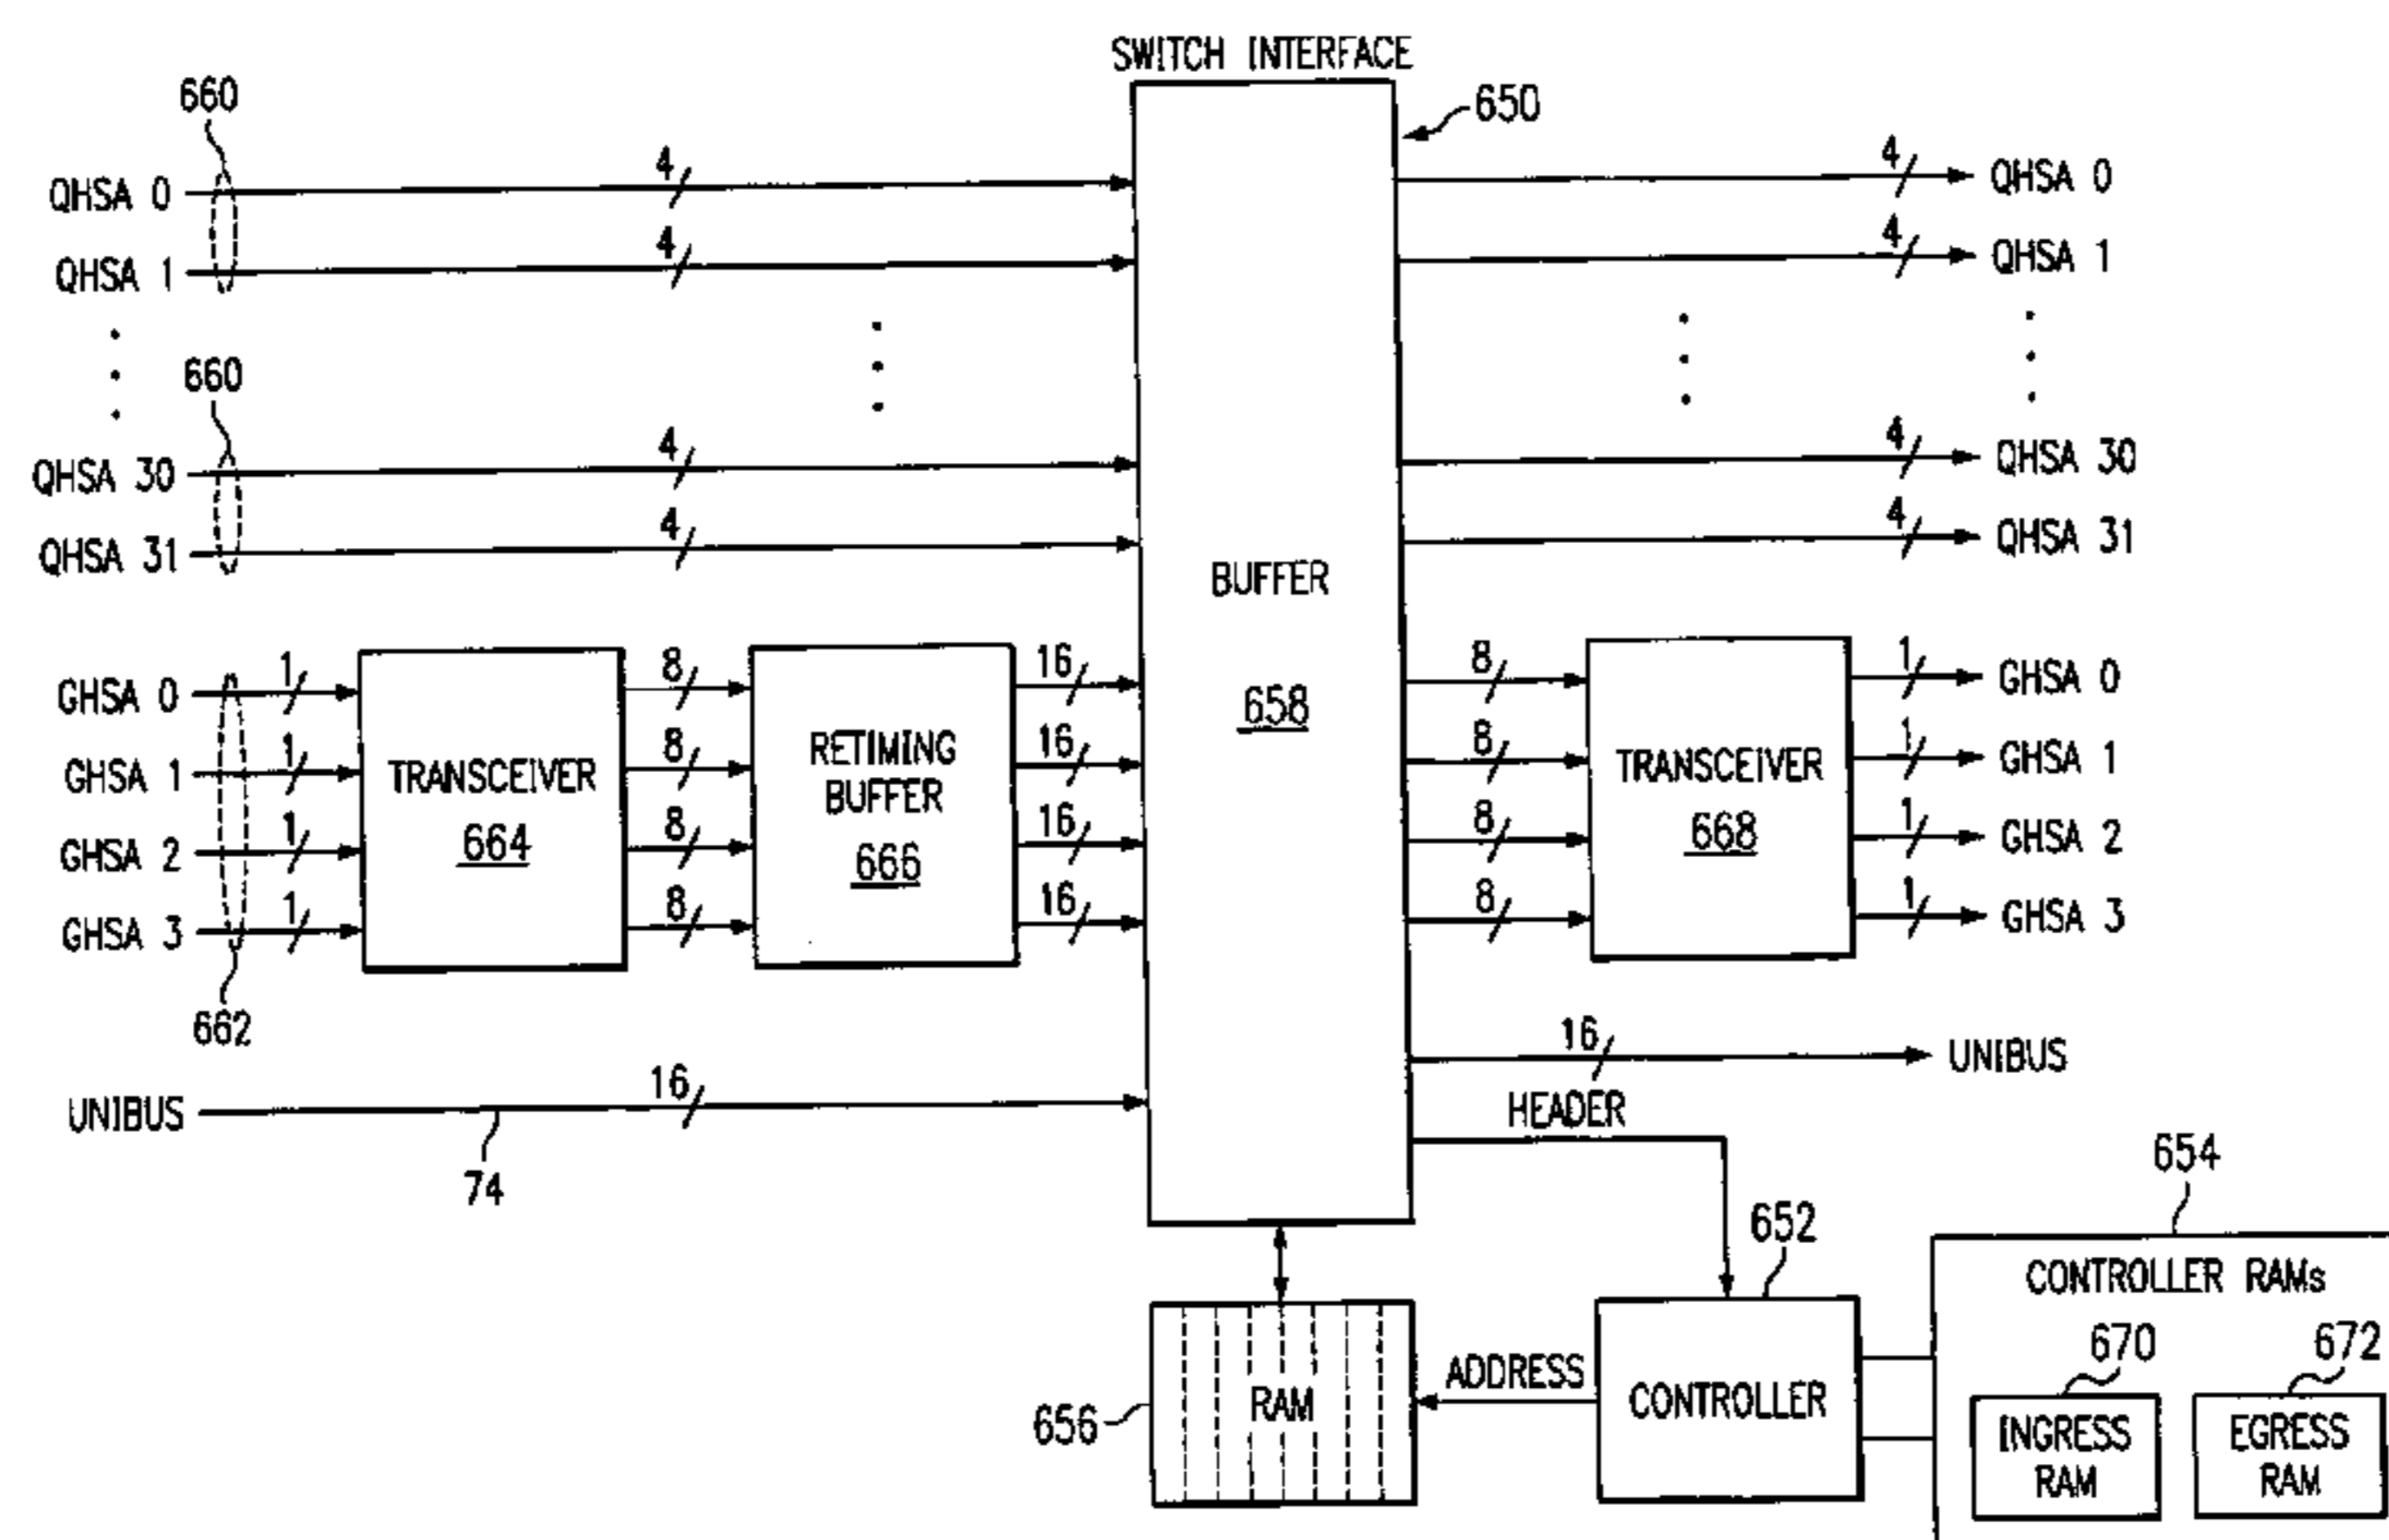 SWITCH INTERFACE
660
650
QHSA 0 4 4 QHSA 0
QHSA 1 4 4 QHSA 1
660
QHSA 30 4 4 QHSA 30
QHSA 31 4 4 QHSA 31
BUFFER
658
GHSA 0 1 8 16 8 1 GHSA 0
GHSA 1 1 8 16 8 1 GHSA 1
GHSA 2 1 8 16 8 1 GHSA 2
GHSA 3 1 8 16 8 1 GHSA 3
TRANSCEIVER
664
RETIMING
BUFFER
666
TRANSCEIVER
668
662
16 UNIBUS
UNIBUS 16
74
HEADER
654
652
CONTROLLER RAMs
670
672
656
RAM
ADDRESS
CONTROLLER
INGRESS
RAM
EGRESS
RAM